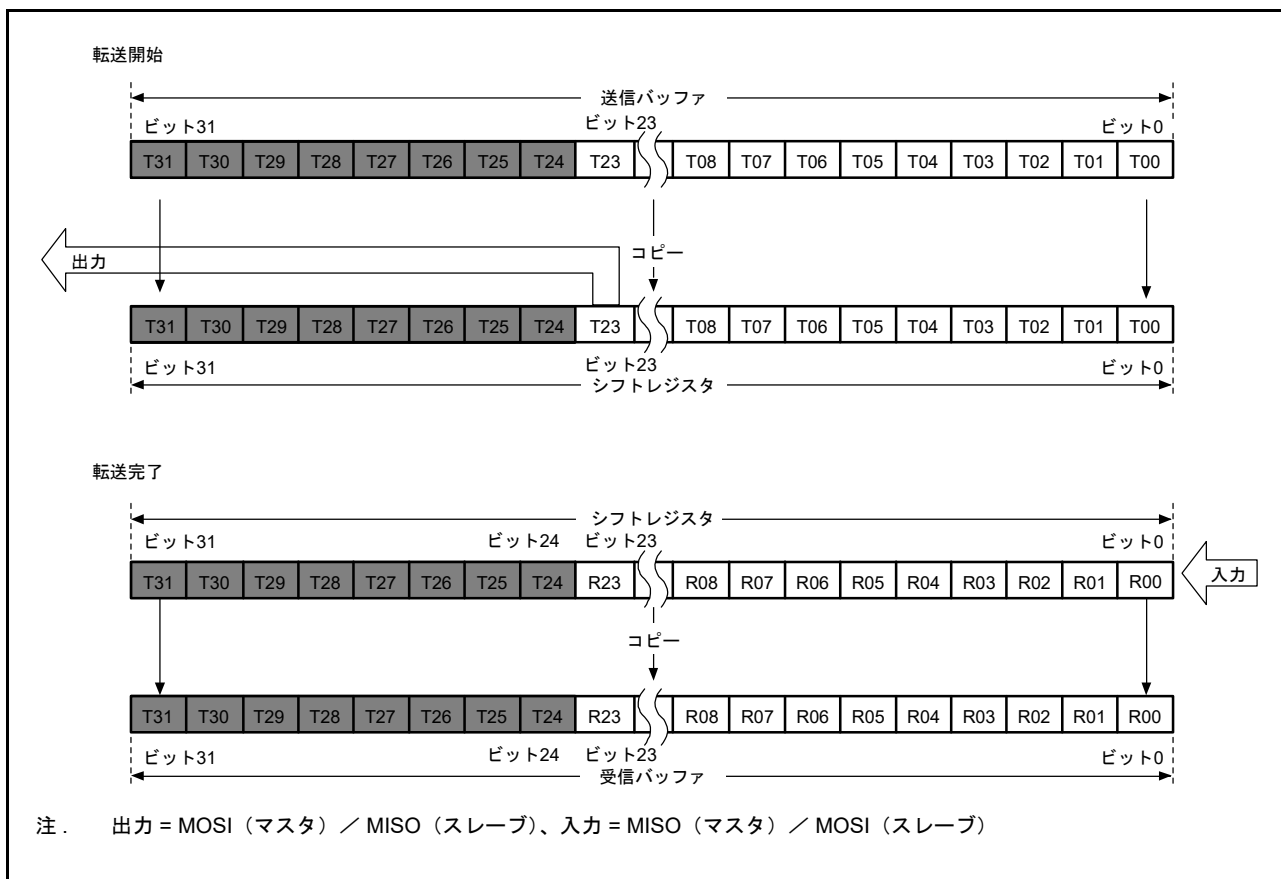 転送開始
送信バッファ
ビット31 ビット23 ビット0
T31 T30 T29 T28 T27 T26 T25 T24 T23 T08 T07 T06 T05 T04 T03 T02 T01 T00
コピー
出力
T31 T30 T29 T28 T27 T26 T25 T24 T23 T08 T07 T06 T05 T04 T03 T02 T01 T00
ビット31 ビット23 ビット0
シフトレジスタ
転送完了
シフトレジスタ
ビット31 ビット24 ビット23 ビット0
T31 T30 T29 T28 T27 T26 T25 T24 R23 R08 R07 R06 R05 R04 R03 R02 R01 R00
入力
コピー
T31 T30 T29 T28 T27 T26 T25 T24 R23 R08 R07 R06 R05 R04 R03 R02 R01 R00
ビット31 ビット24 ビット23 ビット0
受信バッファ
注． 出力 = MOSI（マスタ）／ MISO（スレーブ）、入力 = MISO（マスタ）／ MOSI（スレーブ）